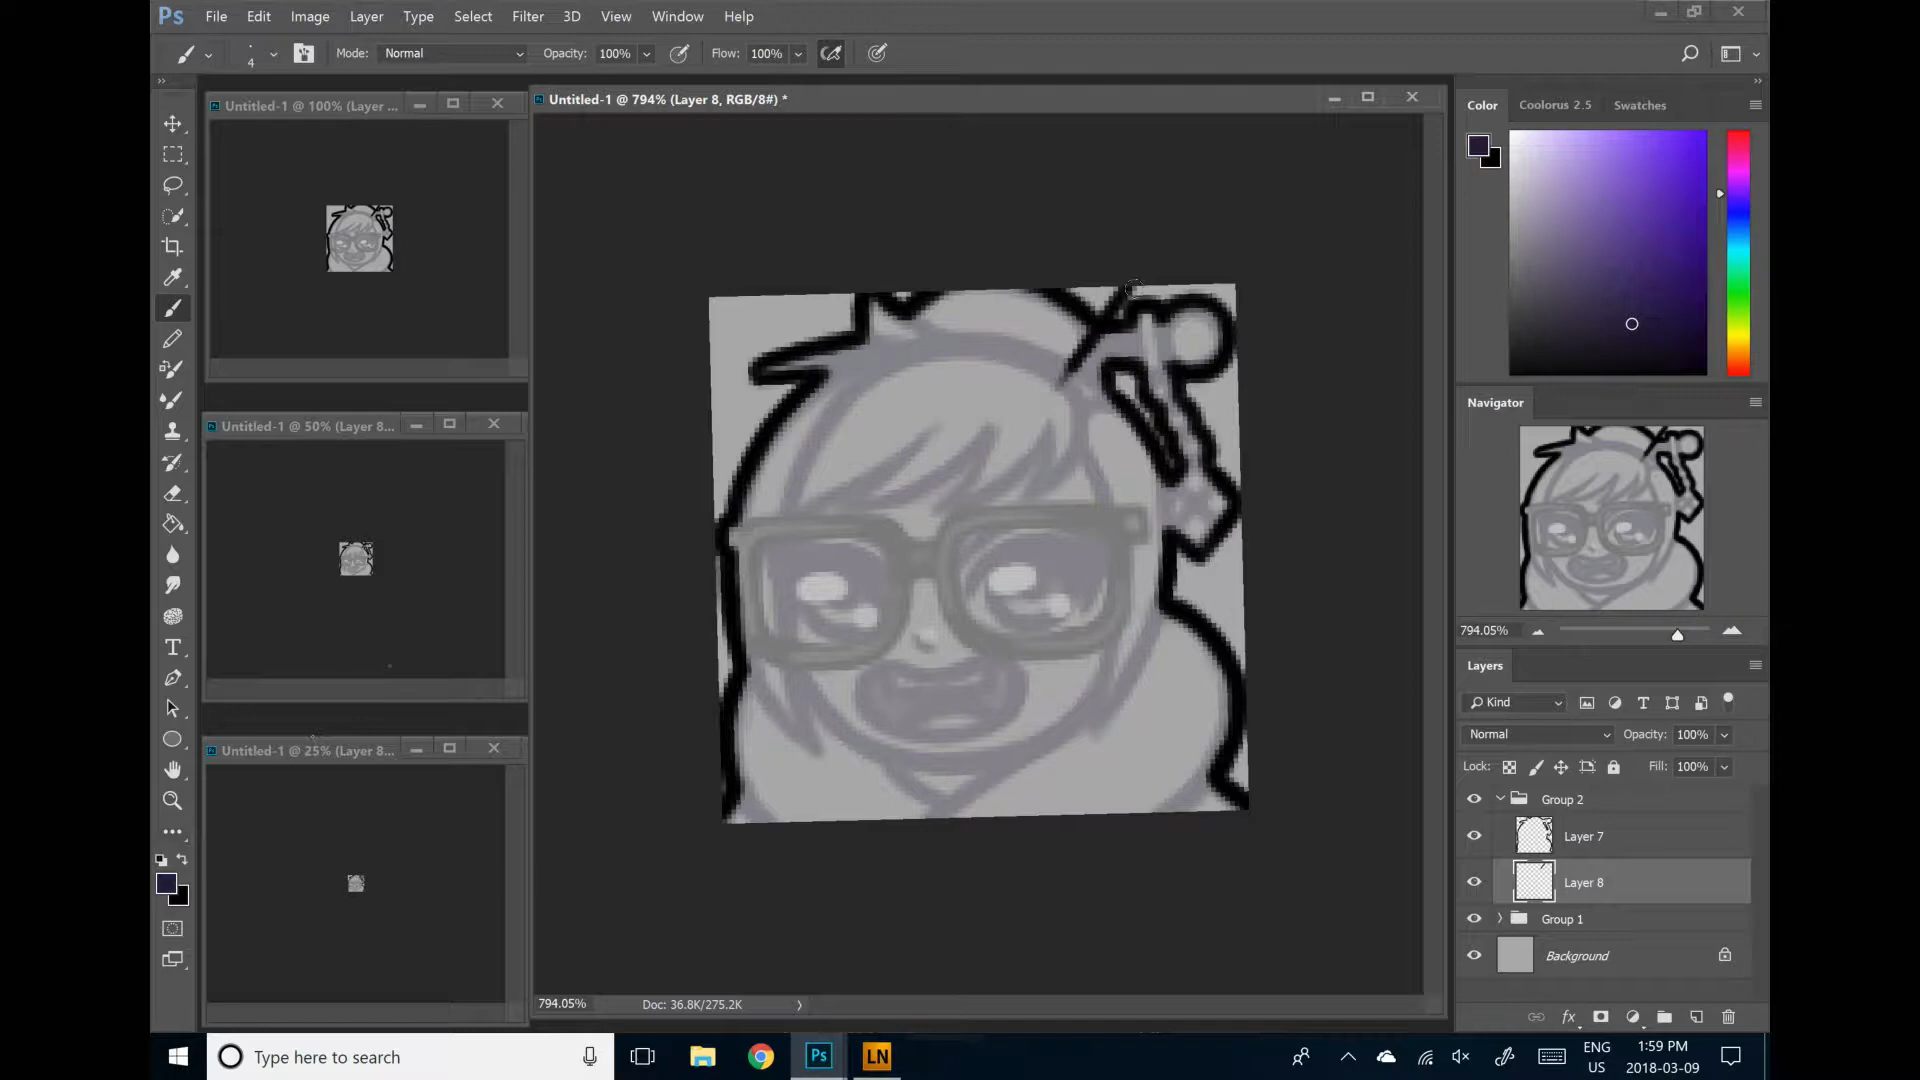 Ps File Edit Image Layer Type Select Filter 3D View Window Help
4 Mode: Normal Opacity: 100% Flow: 100%
Untitled-1 @ 100% (Layer ...
Untitled-1 @ 794% (Layer 8, RGB/8#) *
Color Coolorus 2.5 Swatches
Navigator
Untitled-1 @ 50% (Layer 8...
794.05%
Layers
Kind
Normal Opacity: 100%
Untitled-1 @ 25% (Layer 8...
Lock: Fill: 100%
Group 2
Layer 7
Layer 8
Group 1
Background
794.05% Doc: 36.8K/275.2K
fx
Type here to search
Ps
LN
ENG
US
1:59 PM
2018-03-09